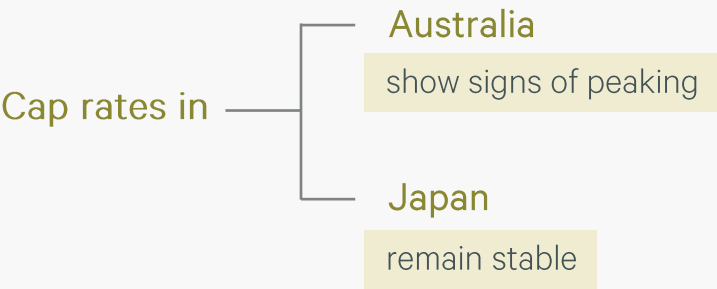 Cap rates in
Australia
show signs of peaking
Japan
remain stable